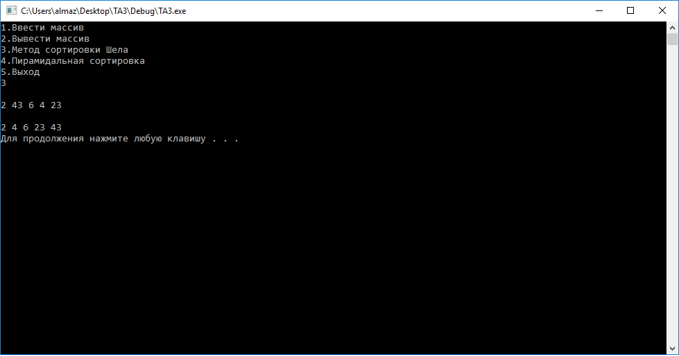 C:\Users\almaz\Desktop\TA3\Debug\TA3.exe
1.Ввести массив
2.Вывести массив
3.Метод сортировки Шела
4.Пирамидальная сортировка
5.Выход
3
2 43 6 4 23
2 4 6 23 43
Для продолжения нажмите любую клавишу . . .